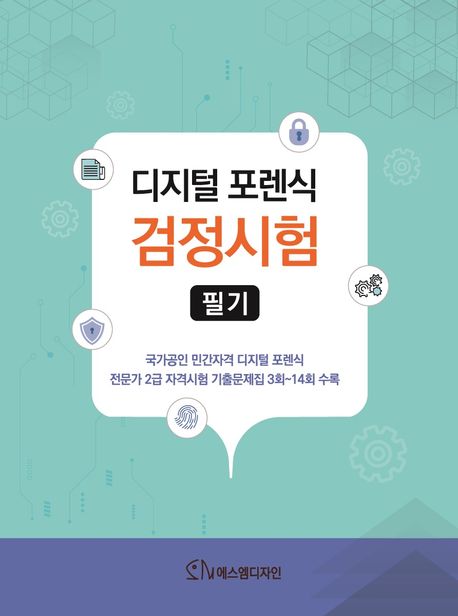 디지털 포렌식
검정시험
필기
국가공인 민간자격 디지털 포렌식
전문가 2급 자격시험 기출문제집 3회~14회 수록
에스엠디자인